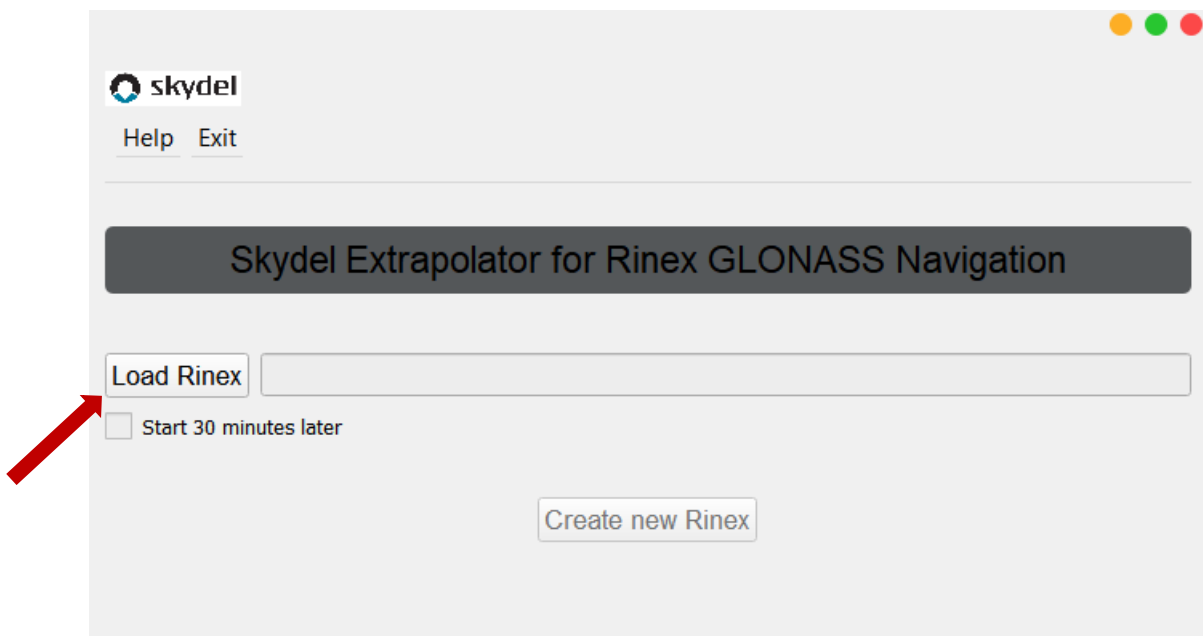 skydel
Help Exit
Skydel Extrapolator for Rinex GLONASS Navigation
Load Rinex
Start 30 minutes later
Create new Rinex